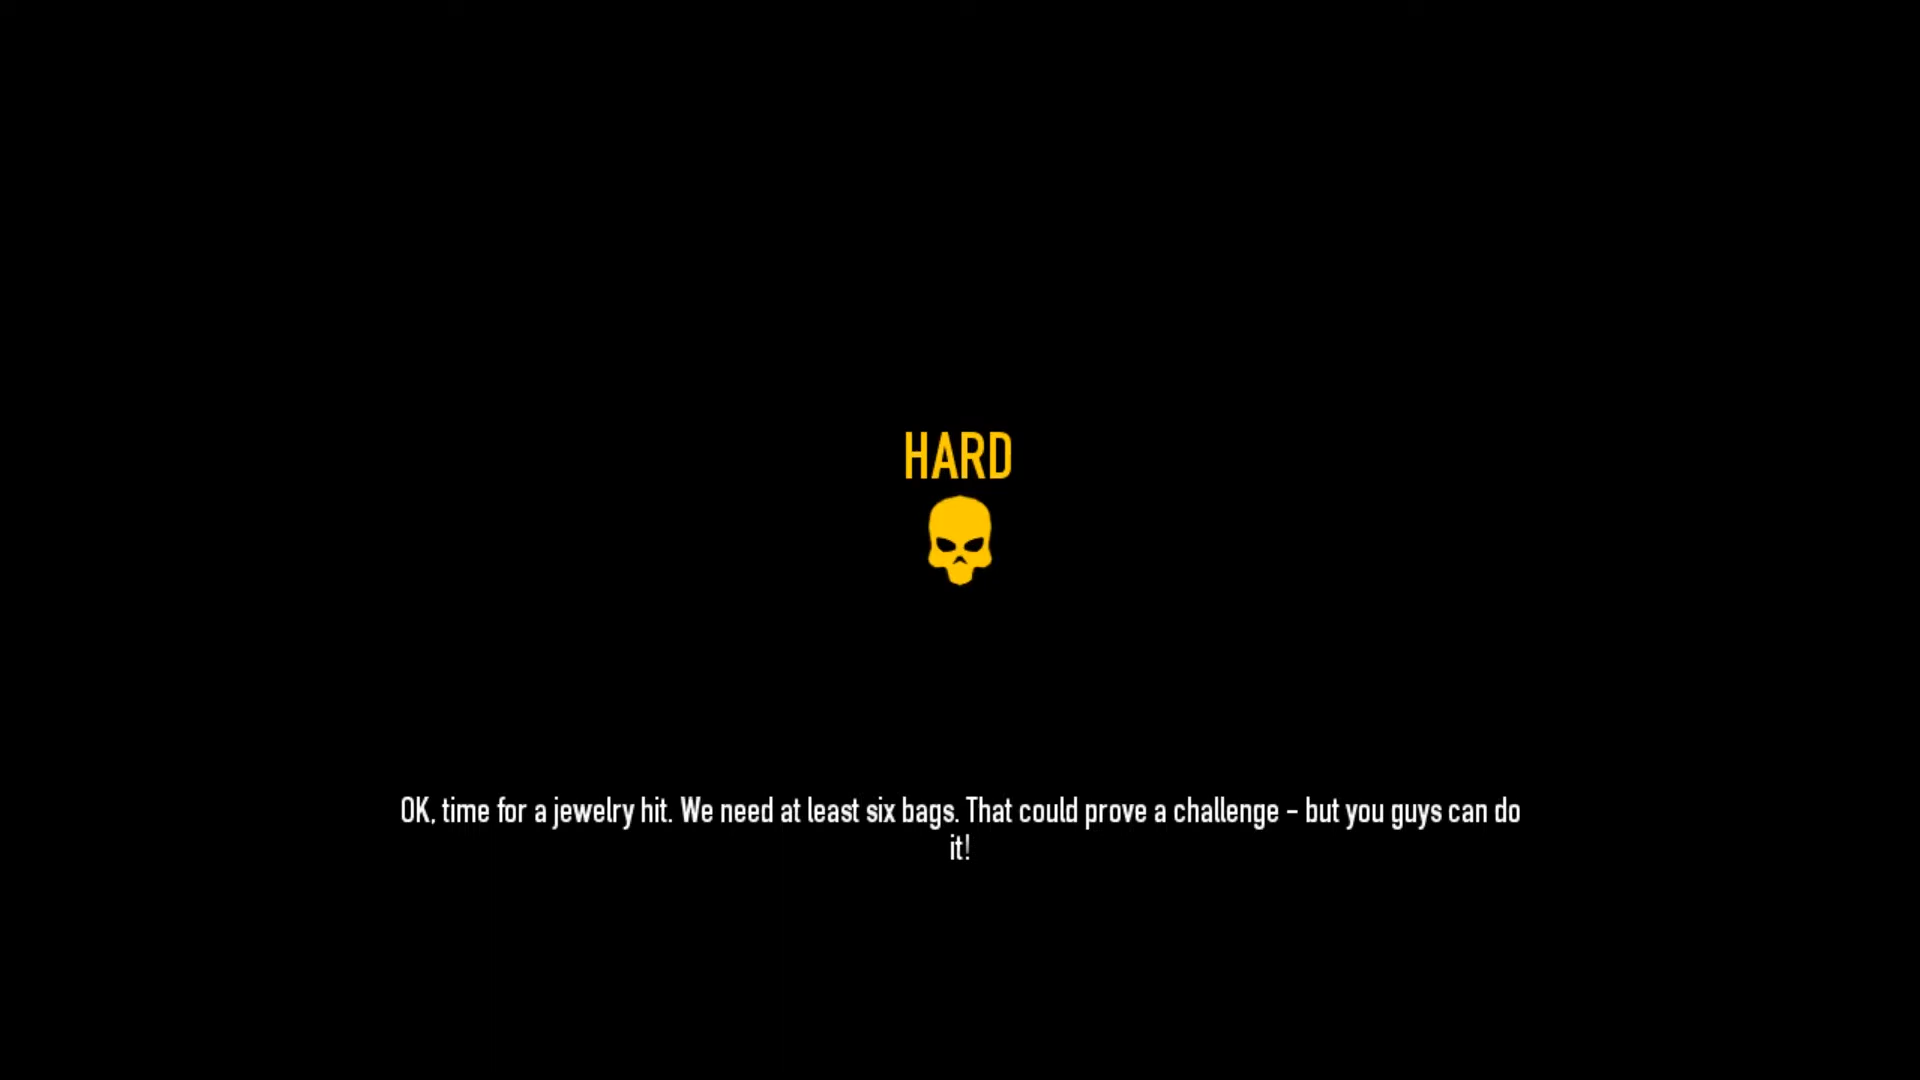 HARD
OK, time for a jewelry hit. We need at least six bags. That could prove a challenge - but you guys can do
it!